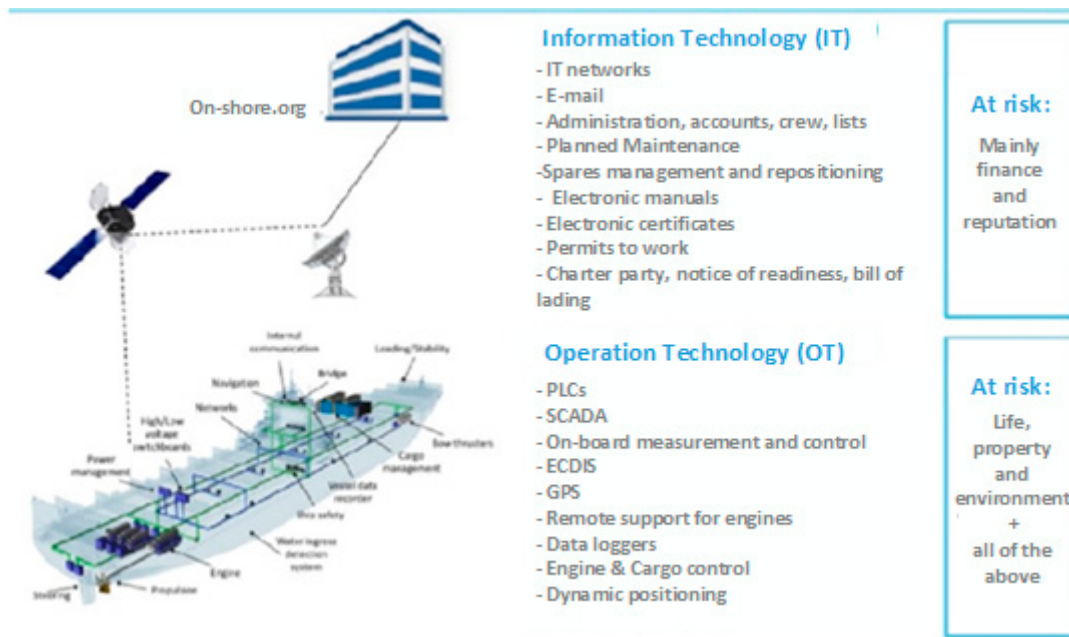 On-shore.org
Information Technology (IT)
- IT networks
- E-mail
- Administration, accounts, crew, lists
- Planned Maintenance
-Spares management and repositioning
- Electronic manuals
- Electronic certificates
- Permits to work
- Charter party, notice of readiness, bill of
lading
At risk:
Mainly
finance
and
reputation
Operation Technology (OT)
- PLCs
- SCADA
- On-board measurement and control
- ECDIS
- GPS
- Remote support for engines
- Data loggers
- Engine & Cargo control
- Dynamic positioning
At risk:
Life,
property
and
environment
+
all of the
above
Internal
communication
Loading/Stability
Bridge
Navigation
Networks
High/Low
voltage
switchboards
Power
management
Bow thrusters
Cargo
management
Vessel data
recorder
safety
Water ingress
detection
system
Engine
Propulsion
Steering